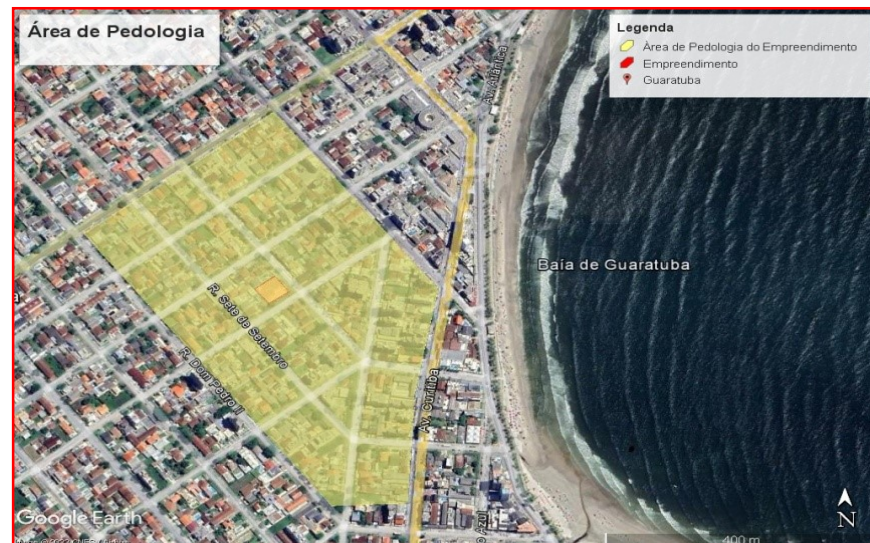 Área de Pedologia
Legenda
Área de Pedologia do Empreendimento
Empreendimento
Guaratuba
Av. Atlântica
Baía de Guaratuba
R. Sete de Setembro
R. Dom Pedro II
Av. Curitiba
o Azul
a
Google Earth
400 m
N